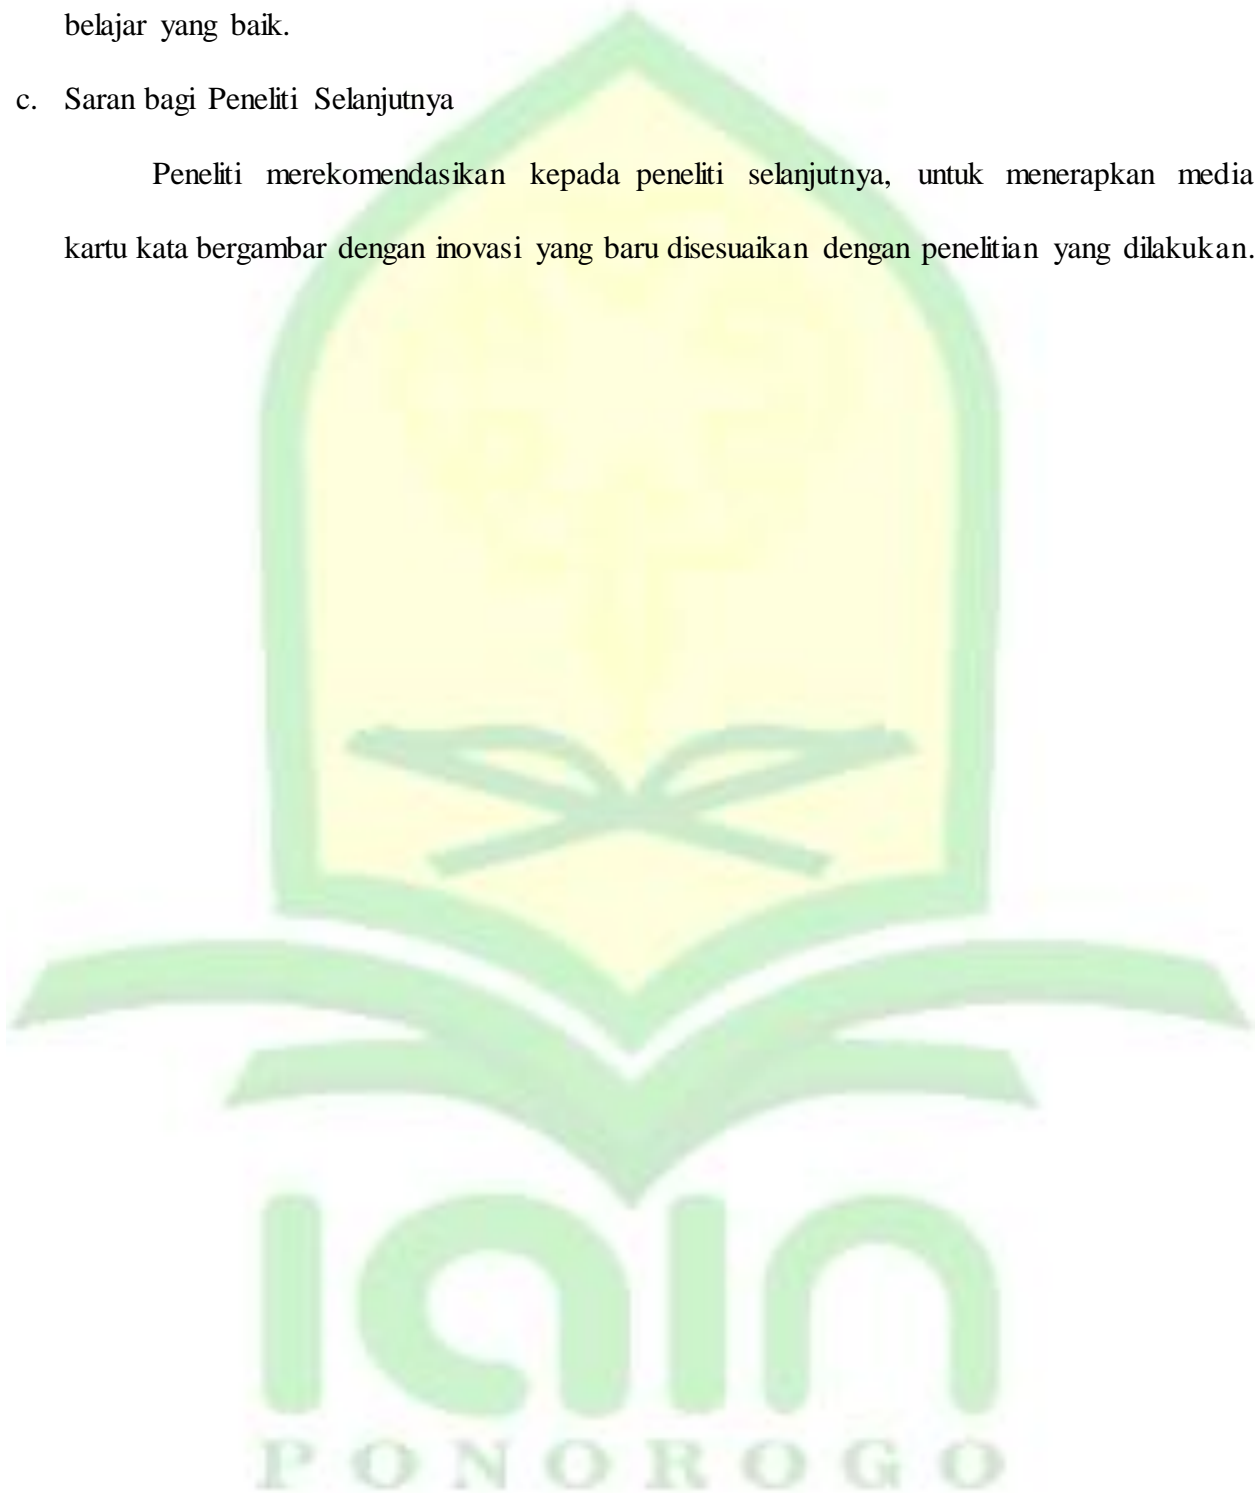 belajar yang baik.
c. Saran bagi Peneliti Selanjutnya
Peneliti merekomendasikan kepada peneliti selanjutnya, untuk menerapkan media
kartu kata bergambar dengan inovasi yang baru disesuaikan dengan penelitian yang dilakukan.
IAIN
PONOROGO